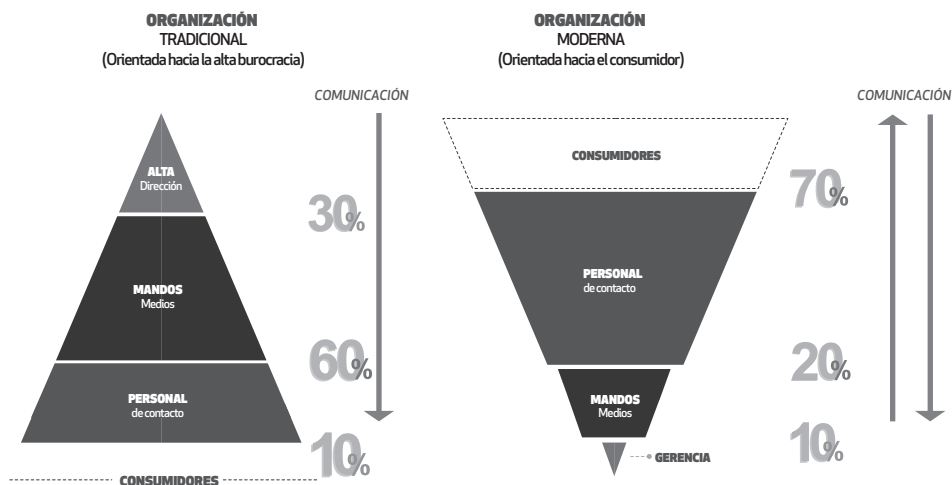 ORGANIZACIÓN
TRADICIONAL
(Orientada hacia la alta burocracia)
COMUNICACIÓN
ALTA
Dirección
30%
MANDOS
Medios
60%
PERSONAL
de contacto
10%
CONSUMIDORES
ORGANIZACIÓN
MODERNA
(Orientada hacia el consumidor)
COMUNICACIÓN
CONSUMIDORES
70%
PERSONAL
de contacto
20%
MANDOS
Medios
10%
GERENCIA